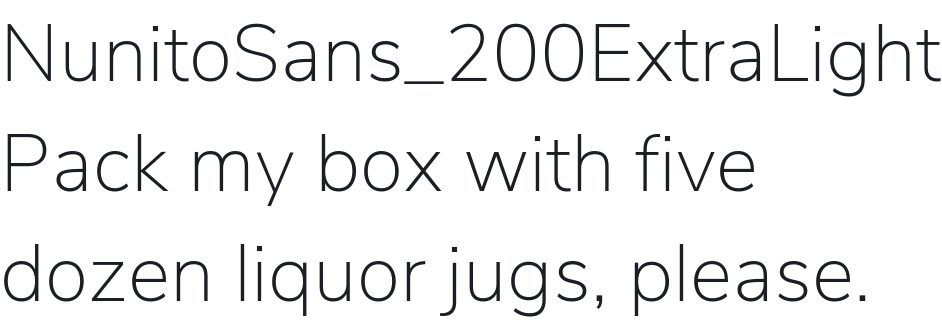 NunitoSans_200ExtraLight
Pack my box with five
dozen liquor jugs, please.